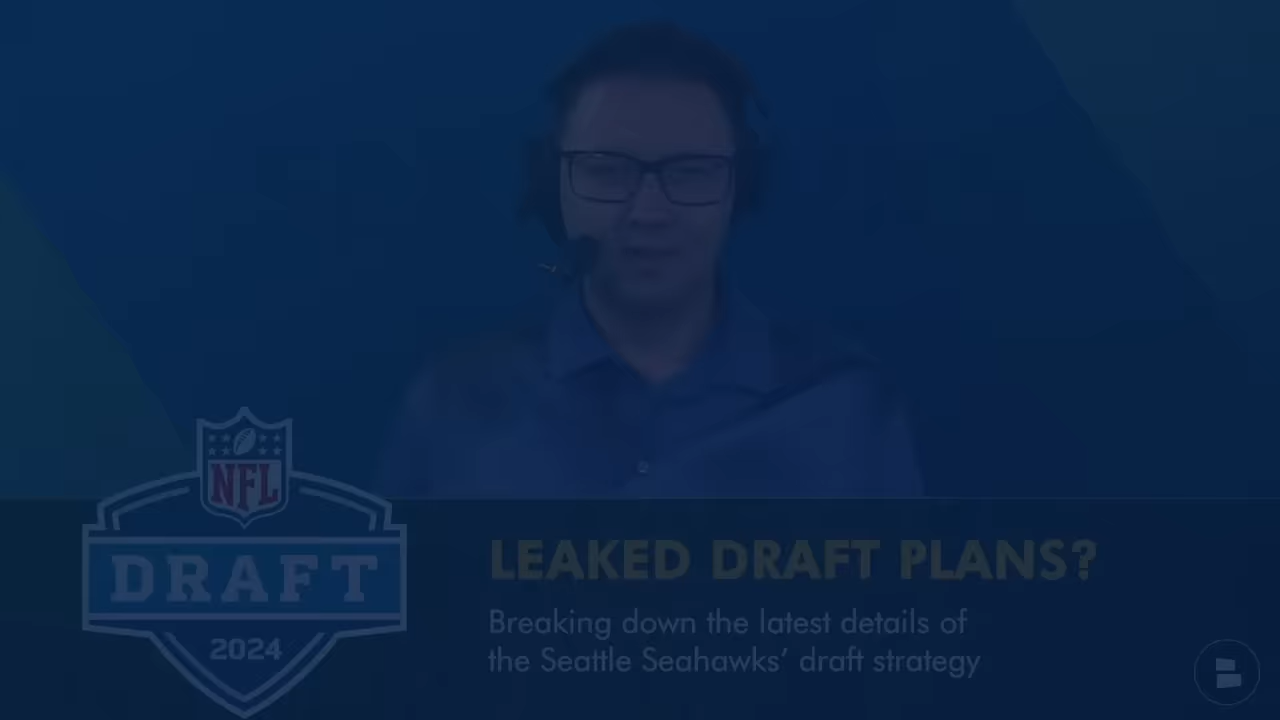 NFL
DRAFT
2024
LEAKED DRAFT PLANS?
Breaking down the latest details of
the Seattle Seahawks' draft strategy